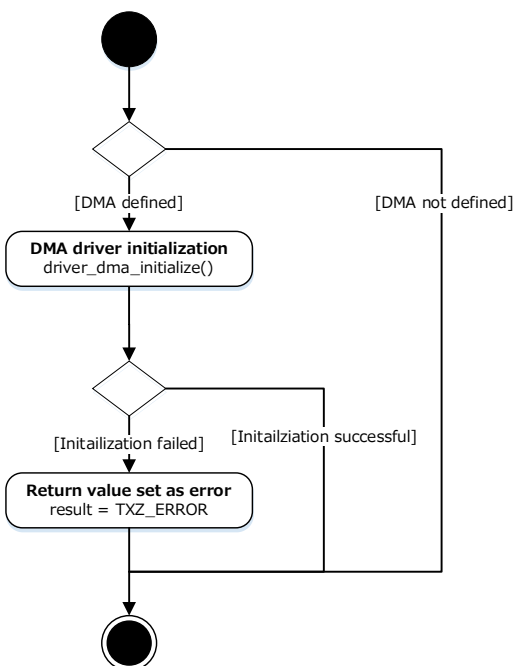 [DMA defined]
[DMA not defined]
DMA driver initialization
driver_dma_initialize()
[Initailization failed]
[Initailziation successful]
Return value set as error
result = TXZ_ERROR